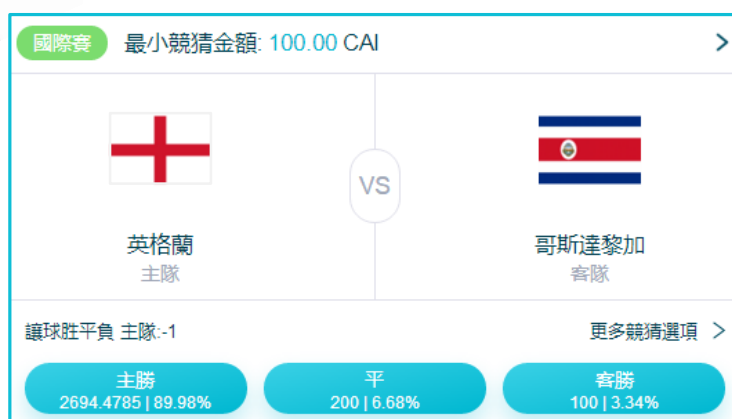 國際賽 最小競猜金額: 100.00 CAI
VS
英格蘭 哥斯達黎加
主隊 客隊
讓球胜平負 主隊:-1 更多競猜選項
主勝 平 客勝
2694.4785 | 89.98% 200 | 6.68% 100 | 3.34%